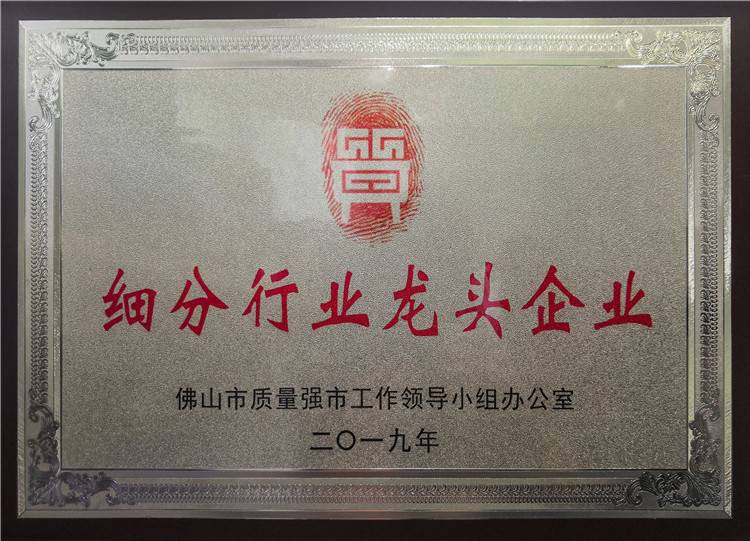 質
细分行业龙头企业
佛山市质量强市工作领导小组办公室
二〇一九年